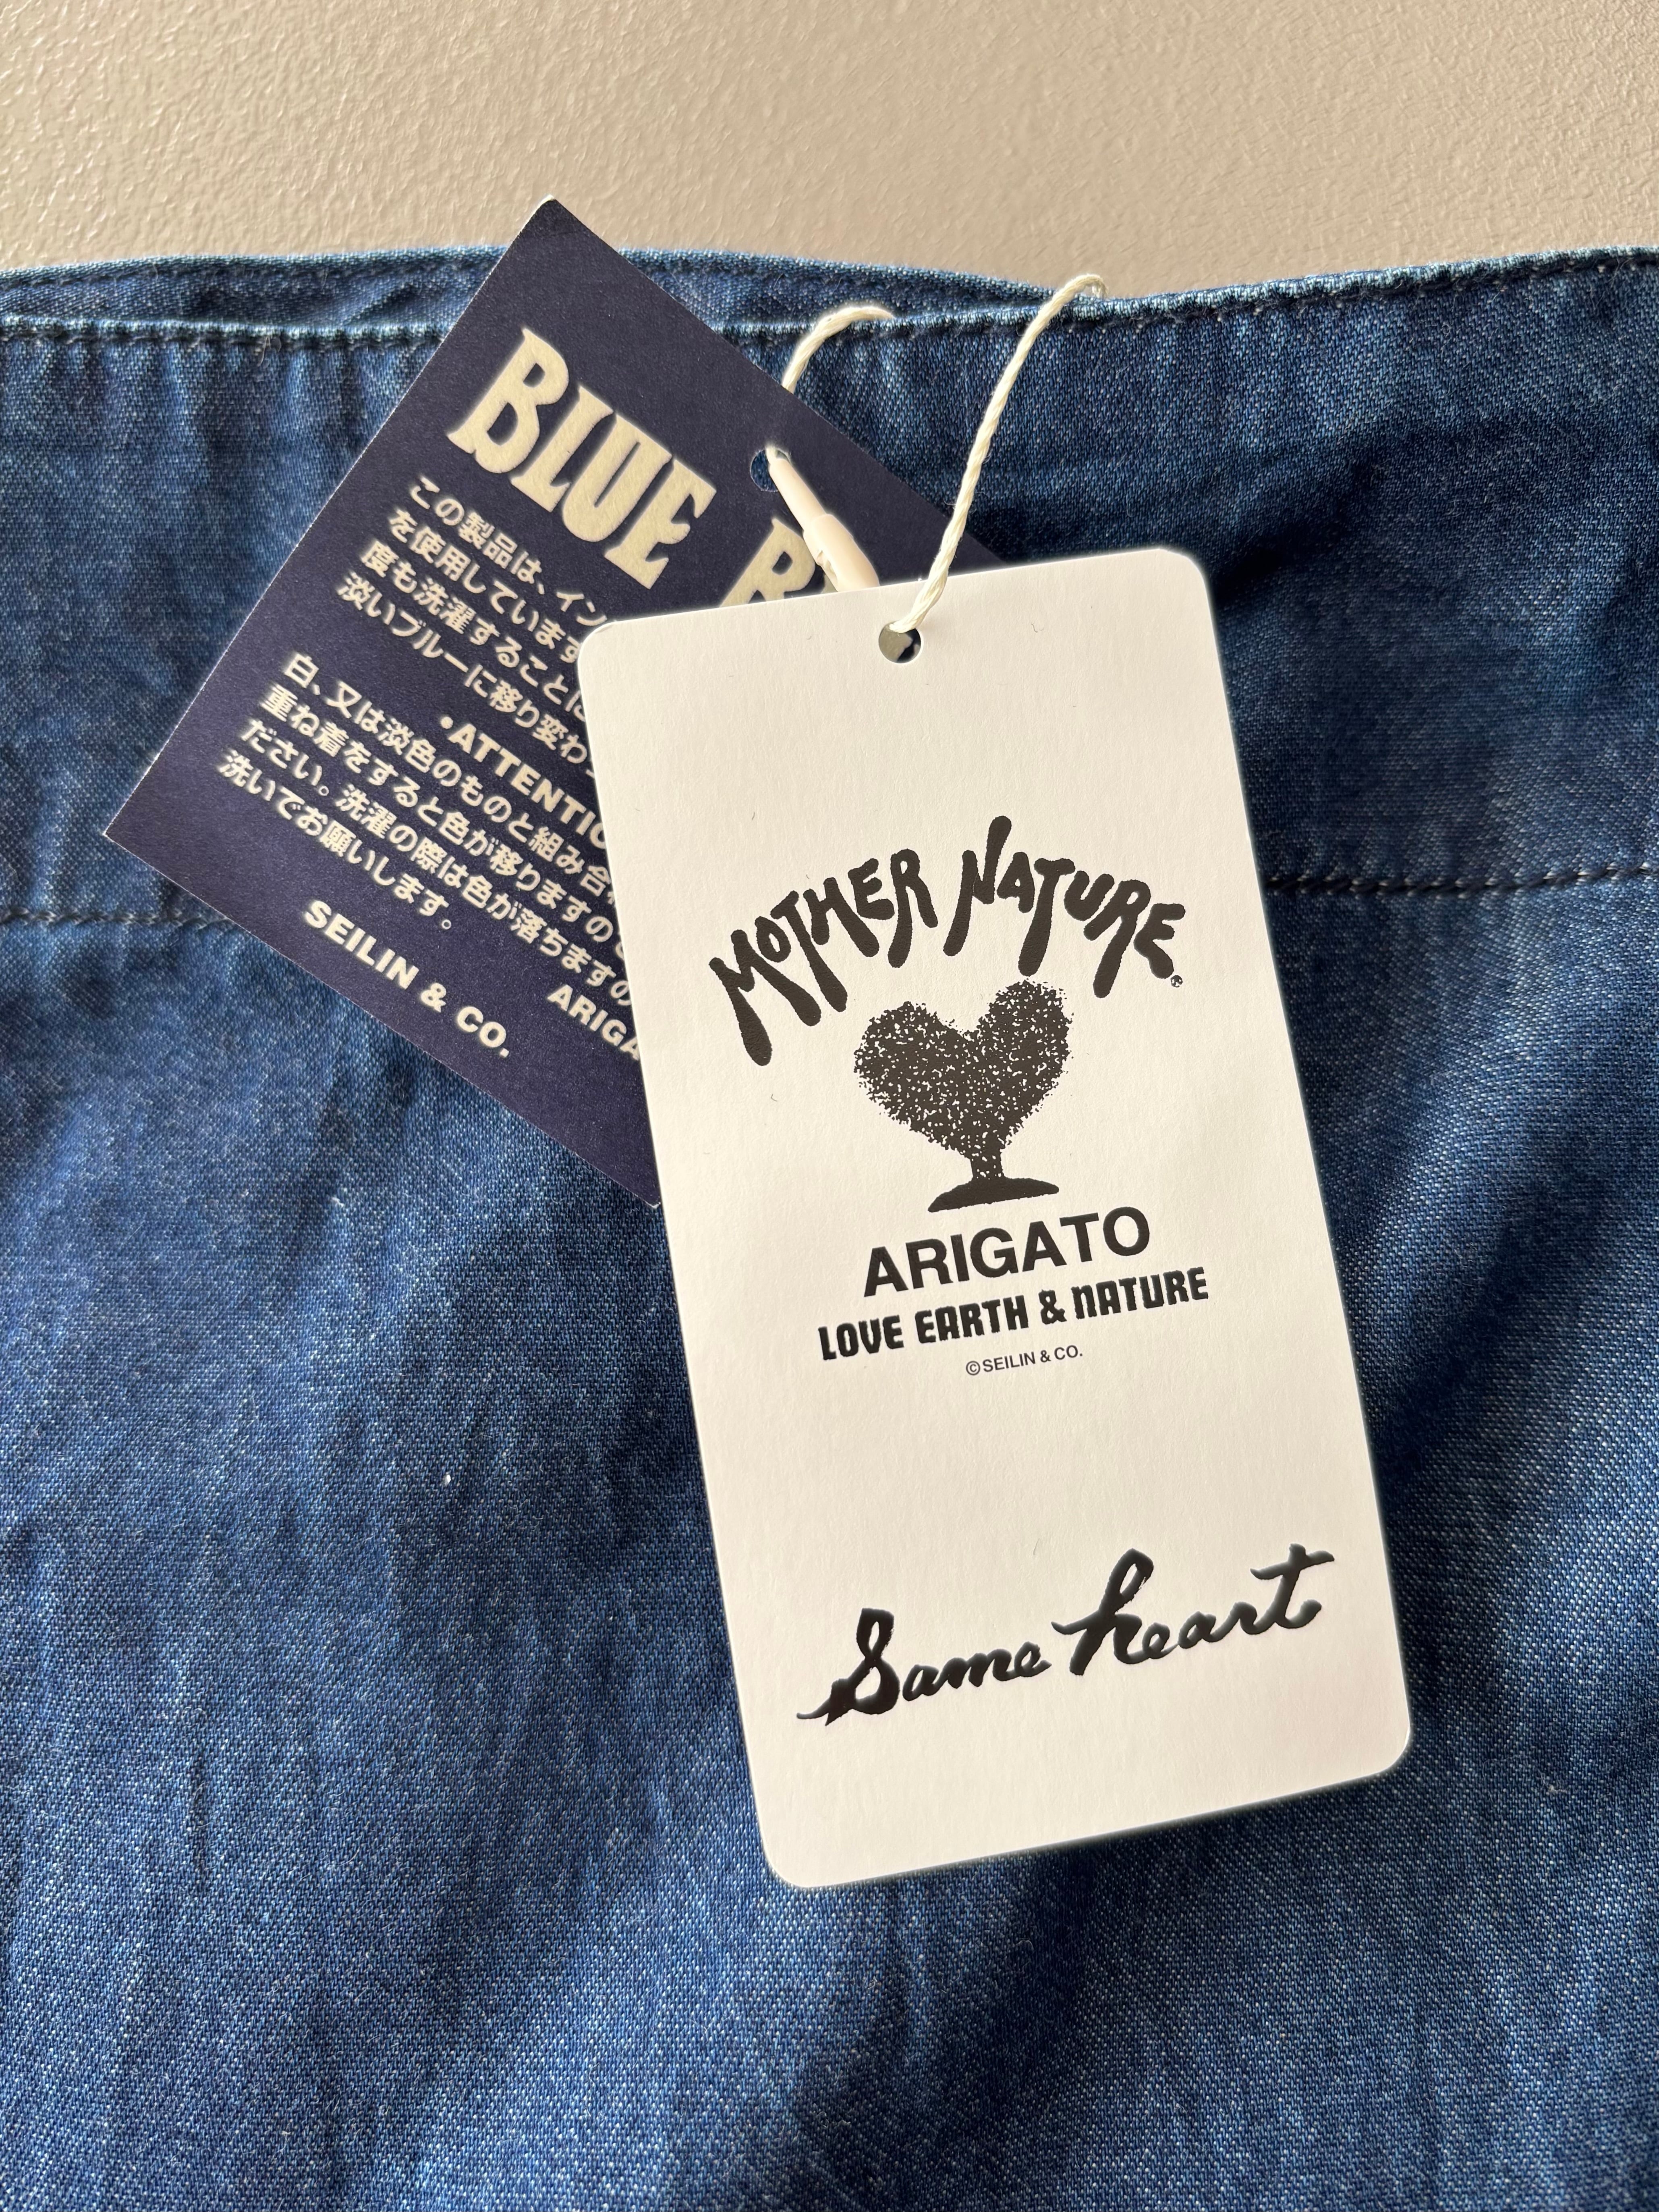 BLUE
この製品は、イン
を使用しています
度も洗濯することに
淡いブルーに移り変わ
•ATTENTIO
白、又は淡色のものと組み合
重ね着をすると色が移りますの
ださい。洗濯の際は色が落ちますの
洗いでお願いします。
ARIGA
SEILIN & CO.
MOTHER NATURE®
ARIGATO
LOVE EARTH & NATURE
©SEILIN & CO.
Same heart